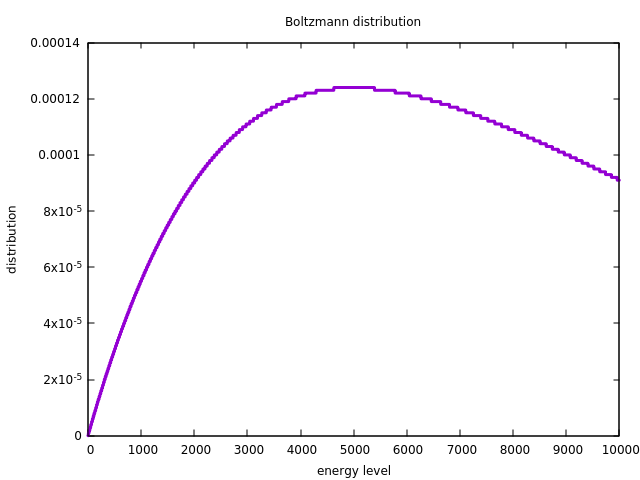 Boltzmann distribution
0.00014
0.00012
0.0001
8x10⁻⁵
6x10⁻⁵
4x10⁻⁵
2x10⁻⁵
0
distribution
0 1000 2000 3000 4000 5000 6000 7000 8000 9000 10000
energy level